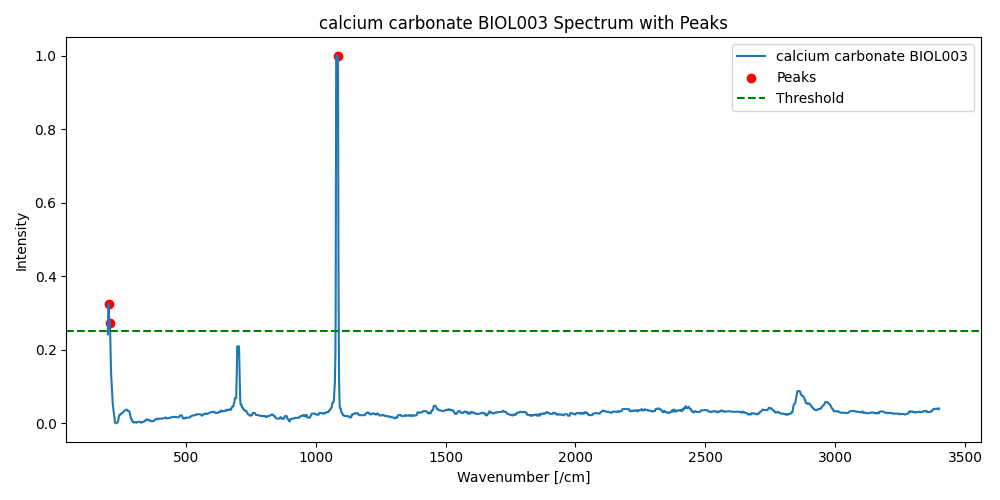 calcium carbonate BIOL003 Spectrum with Peaks
calcium carbonate BIOL003
Peaks
Threshold
Intensity
1.0
0.8
0.6
0.4
0.2
0.0
500 1000 1500 2000 2500 3000 3500
Wavenumber [/cm]